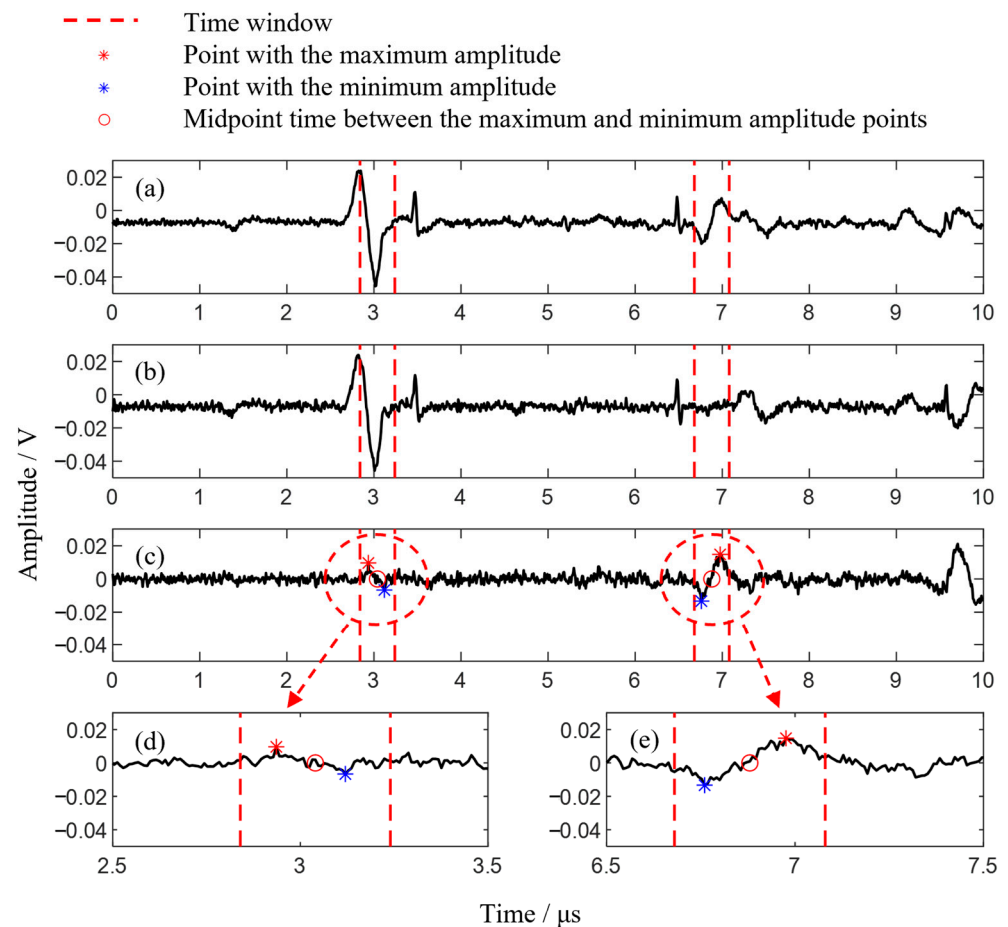 Time window
Point with the maximum amplitude
Point with the minimum amplitude
Midpoint time between the maximum and minimum amplitude points
Amplitude / V
(a)
0.02
0
−0.02
−0.04
0 1 2 3 4 5 6 7 8 9 10
(b)
0.02
0
−0.02
−0.04
0 1 2 3 4 5 6 7 8 9 10
(c)
0.02
0
−0.02
−0.04
0 1 2 3 4 5 6 7 8 9 10
(d)
0.02
0
−0.02
−0.04
2.5 3 3.5
(e)
0.02
0
−0.02
−0.04
6.5 7 7.5
Time / μs